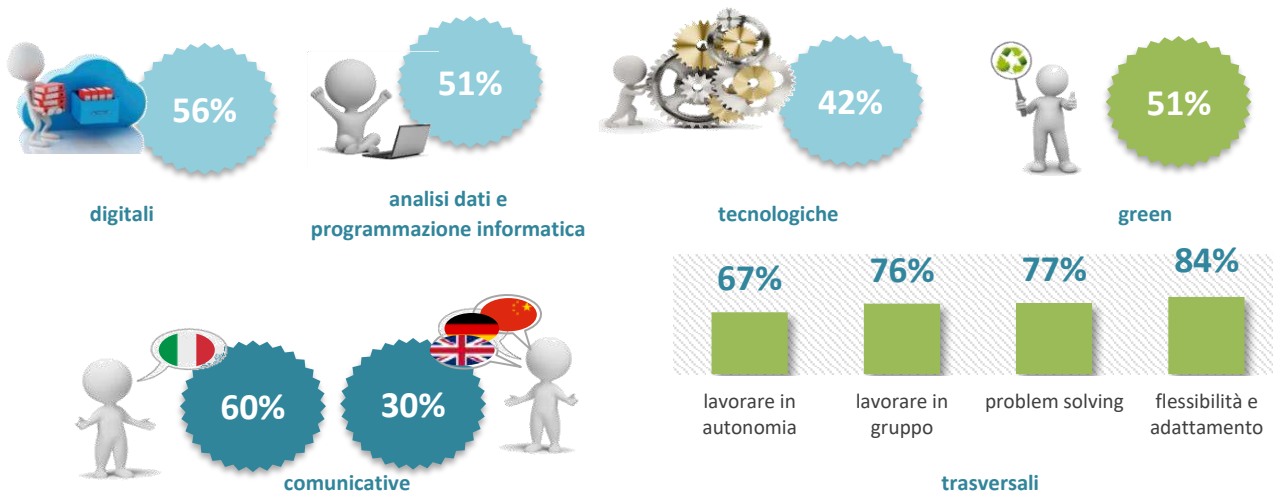 56%
digitali
51%
analisi dati e
programmazione informatica
42%
tecnologiche
51%
green
60%
30%
comunicative
67%
76%
77%
84%
lavorare in
autonomia
lavorare in
gruppo
problem solving
flessibilità e
adattamento
trasversali